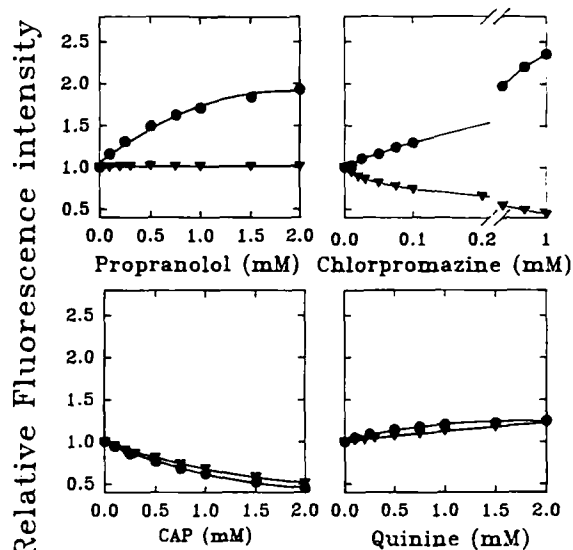 Relative Fluorescence intensity
2.5
2.0
1.5
1.0
0.5
0.0 0.5 1.0 1.5 2.0
Propranolol (mM)
0.0 0.1 0.2 1
Chlorpromazine (mM)
2.5
2.0
1.5
1.0
0.5
0.0 0.5 1.0 1.5 2.0
CAP (mM)
0.0 0.5 1.0 1.5 2.0
Quinine (mM)